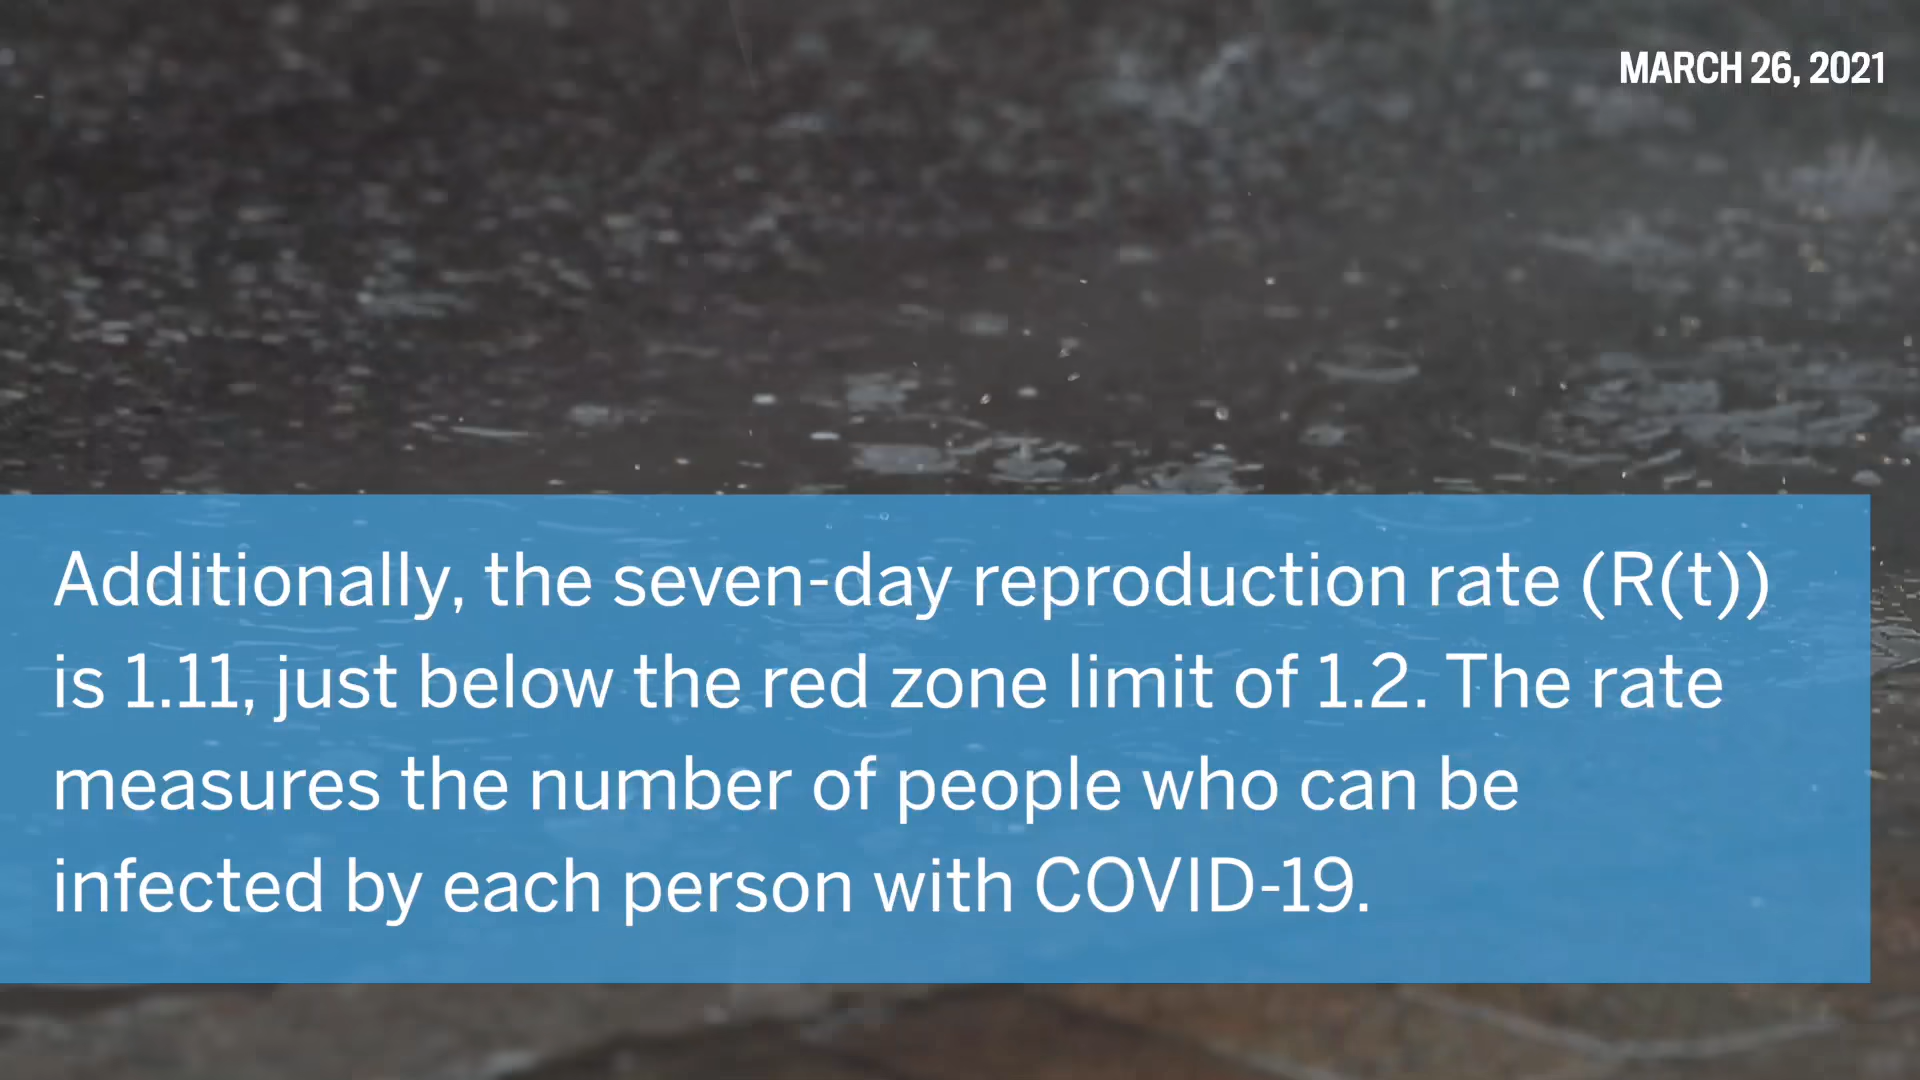 MARCH 26, 2021
Additionally, the seven-day reproduction rate (R(t))
is 1.11, just below the red zone limit of 1.2. The rate
measures the number of people who can be
infected by each person with COVID-19.